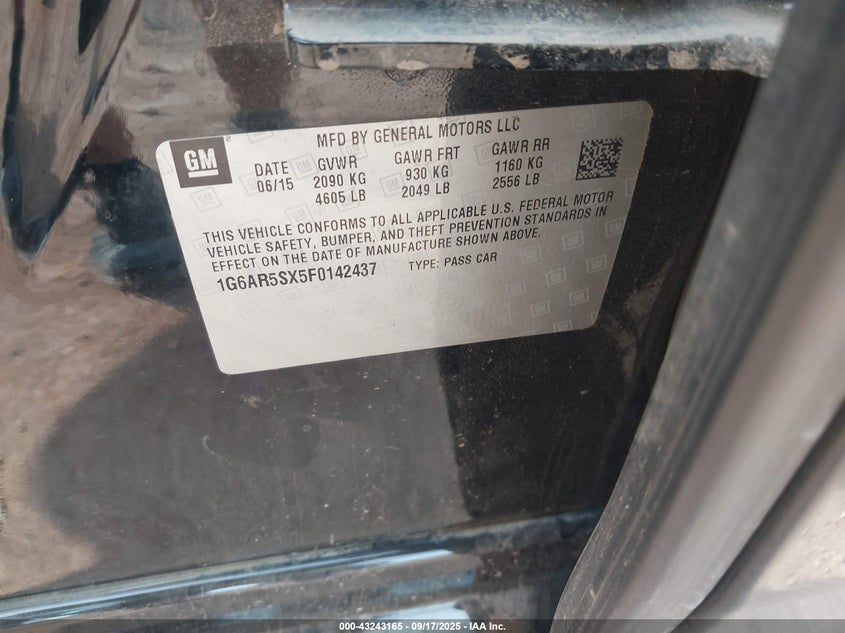 MFD BY GENERAL MOTORS LLC
GM
DATE GVWR GAWR FRT GAWR RR
06/15 2090 KG 930 KG 1160 KG
4605 LB 2049 LB 2556 LB
THIS VEHICLE CONFORMS TO ALL APPLICABLE U.S. FEDERAL MOTOR
VEHICLE SAFETY, BUMPER, AND THEFT PREVENTION STANDARDS IN
EFFECT ON THE DATE OF MANUFACTURE SHOWN ABOVE.
1G6AR5SX5F0142437 TYPE: PASS CAR
000-43243165 - 09/17/2025 - IAA Inc.